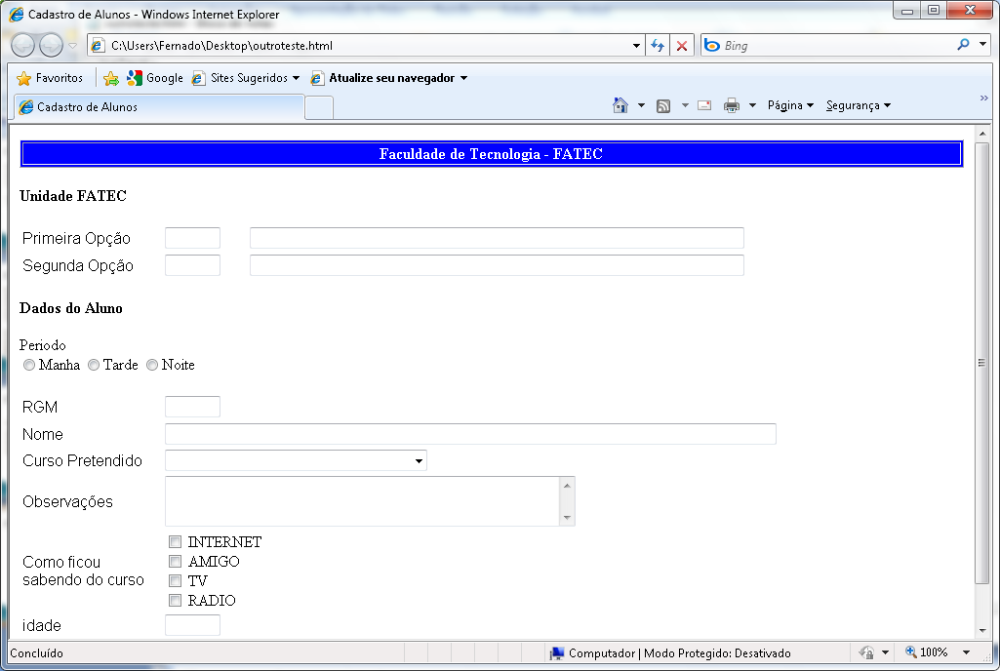 Cadastro de Alunos - Windows Internet Explorer
C:\Users\Fernado\Desktop\outroteste.html
Bing
Favoritos Google Sites Sugeridos Atualize seu navegador
Cadastro de Alunos Página Segurança »
Faculdade de Tecnologia - FATEC
Unidade FATEC
Primeira Opção
Segunda Opção
Dados do Aluno
Periodo
Manha Tarde Noite
RGM
Nome
Curso Pretendido
Observações
INTERNET
AMIGO
Como ficou
sabendo do curso
TV
RADIO
idade
Concluído Computador | Modo Protegido: Desativado 100%